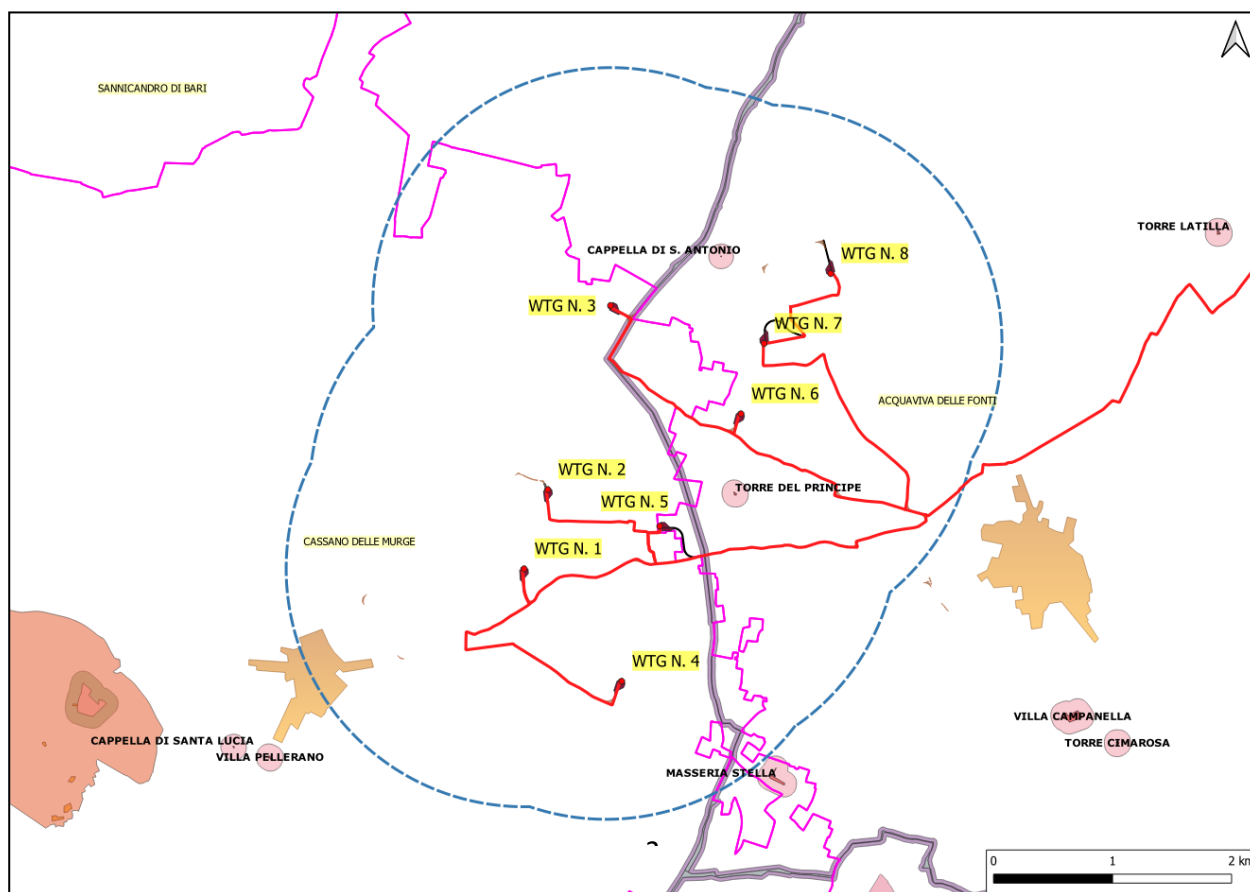 SANNICANDRO DI BARI
TORRE LATILLA
CAPPELLA DI S. ANTONIO
WTG N. 8
WTG N. 3
WTG N. 7
WTG N. 6
ACQUAVIVA DELLE FONTI
WTG N. 2
TORRE DEL PRINCIPE
WTG N. 5
CASSANO DELLE MURGE
WTG N. 1
WTG N. 4
VILLA CAMPANELLA
CAPPELLA DI SANTA LUCIA
TORRE CIMAROSA
VILLA PELLERANO
MASSERIA STELLA
0 1 2 km